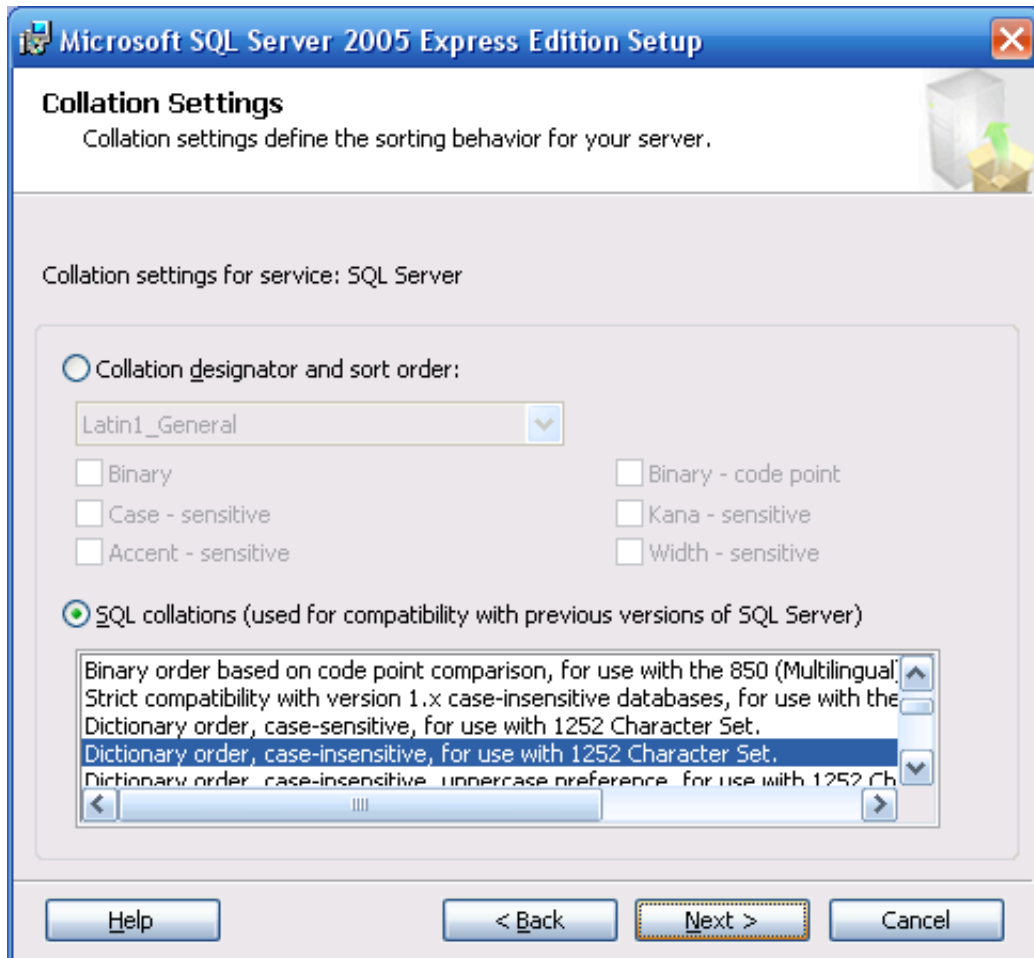 Microsoft SQL Server 2005 Express Edition Setup
Collation Settings
Collation settings define the sorting behavior for your server.
Collation settings for service: SQL Server
Collation designator and sort order:
Latin1_General
Binary
Binary - code point
Case - sensitive
Kana - sensitive
Accent - sensitive
Width - sensitive
SQL collations (used for compatibility with previous versions of SQL Server)
Binary order based on code point comparison, for use with the 850 (Multilingual)
Strict compatibility with version 1.x case-insensitive databases, for use with the
Dictionary order, case-sensitive, for use with 1252 Character Set.
Dictionary order, case-insensitive, for use with 1252 Character Set.
Dictionary order, case-insensitive, uppercase preference, for use with 1252 Ch
Help
< Back
Next >
Cancel